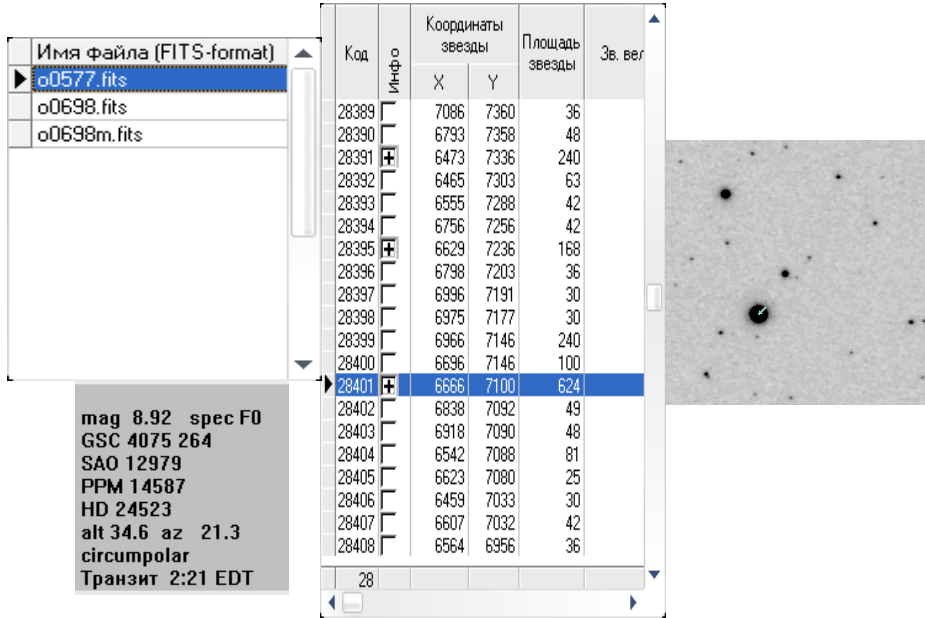 Имя файла (FITS-format)
o0577.fits
o0698.fits
o0698m.fits
mag 8.92 spec F0
GSC 4075 264
SAO 12979
PPM 14587
HD 24523
alt 34.6 az 21.3
circumpolar
Транзит 2:21 EDT
Код Инфо Координаты звезды Площадь звезды Зв. вел
X Y
28389 7086 7360 36
28390 6793 7358 48
28391 6473 7336 240
28392 6465 7303 63
28393 6555 7288 42
28394 6756 7256 42
28395 6629 7236 168
28396 6798 7203 36
28397 6996 7191 30
28398 6975 7177 30
28399 6966 7146 240
28400 6696 7146 100
28401 6666 7100 624
28402 6838 7092 49
28403 6918 7090 48
28404 6542 7088 81
28405 6623 7080 25
28406 6459 7033 30
28407 6607 7032 42
28408 6564 6956 36
28